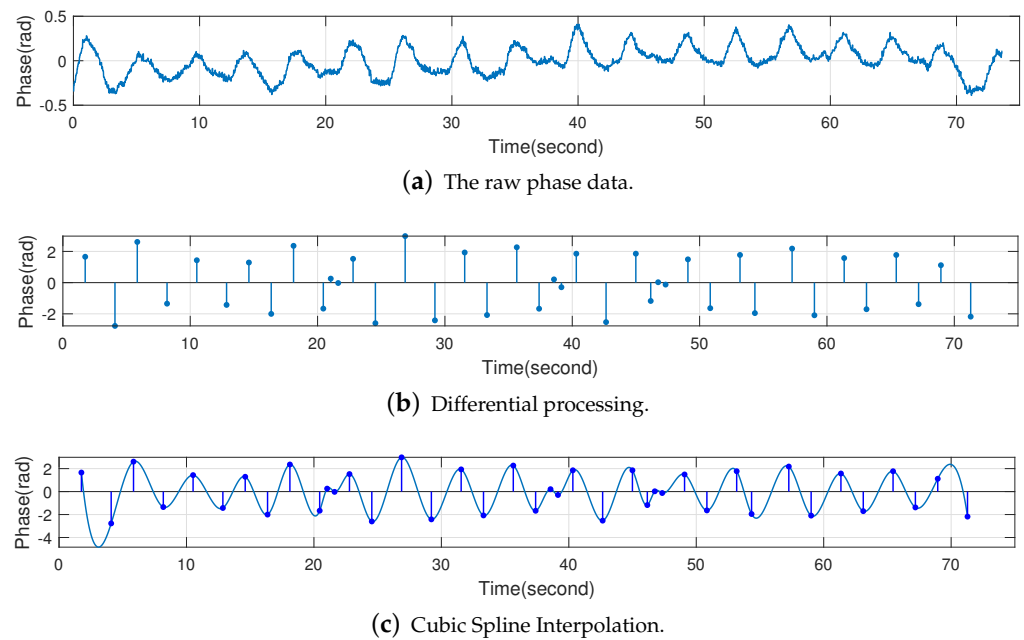 Phase(rad)
0.5
0
-0.5
0 10 20 30 40 50 60 70
Time(second)
(a) The raw phase data.
Phase(rad)
2
0
-2
0 10 20 30 40 50 60 70
Time(second)
(b) Differential processing.
Phase(rad)
2
0
-2
-4
0 10 20 30 40 50 60 70
Time(second)
(c) Cubic Spline Interpolation.